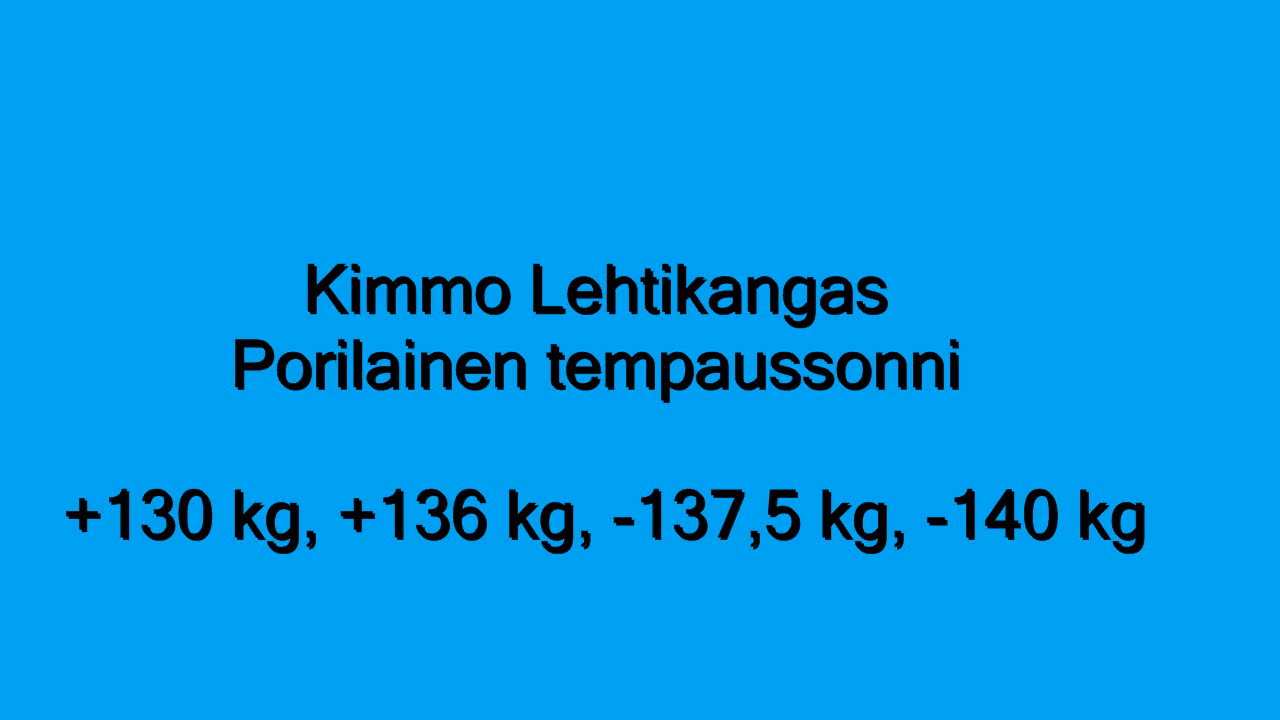 Kimmo Lehtikangas
Porilainen tempaussonni
+130 kg, +136 kg, -137,5 kg, -140 kg